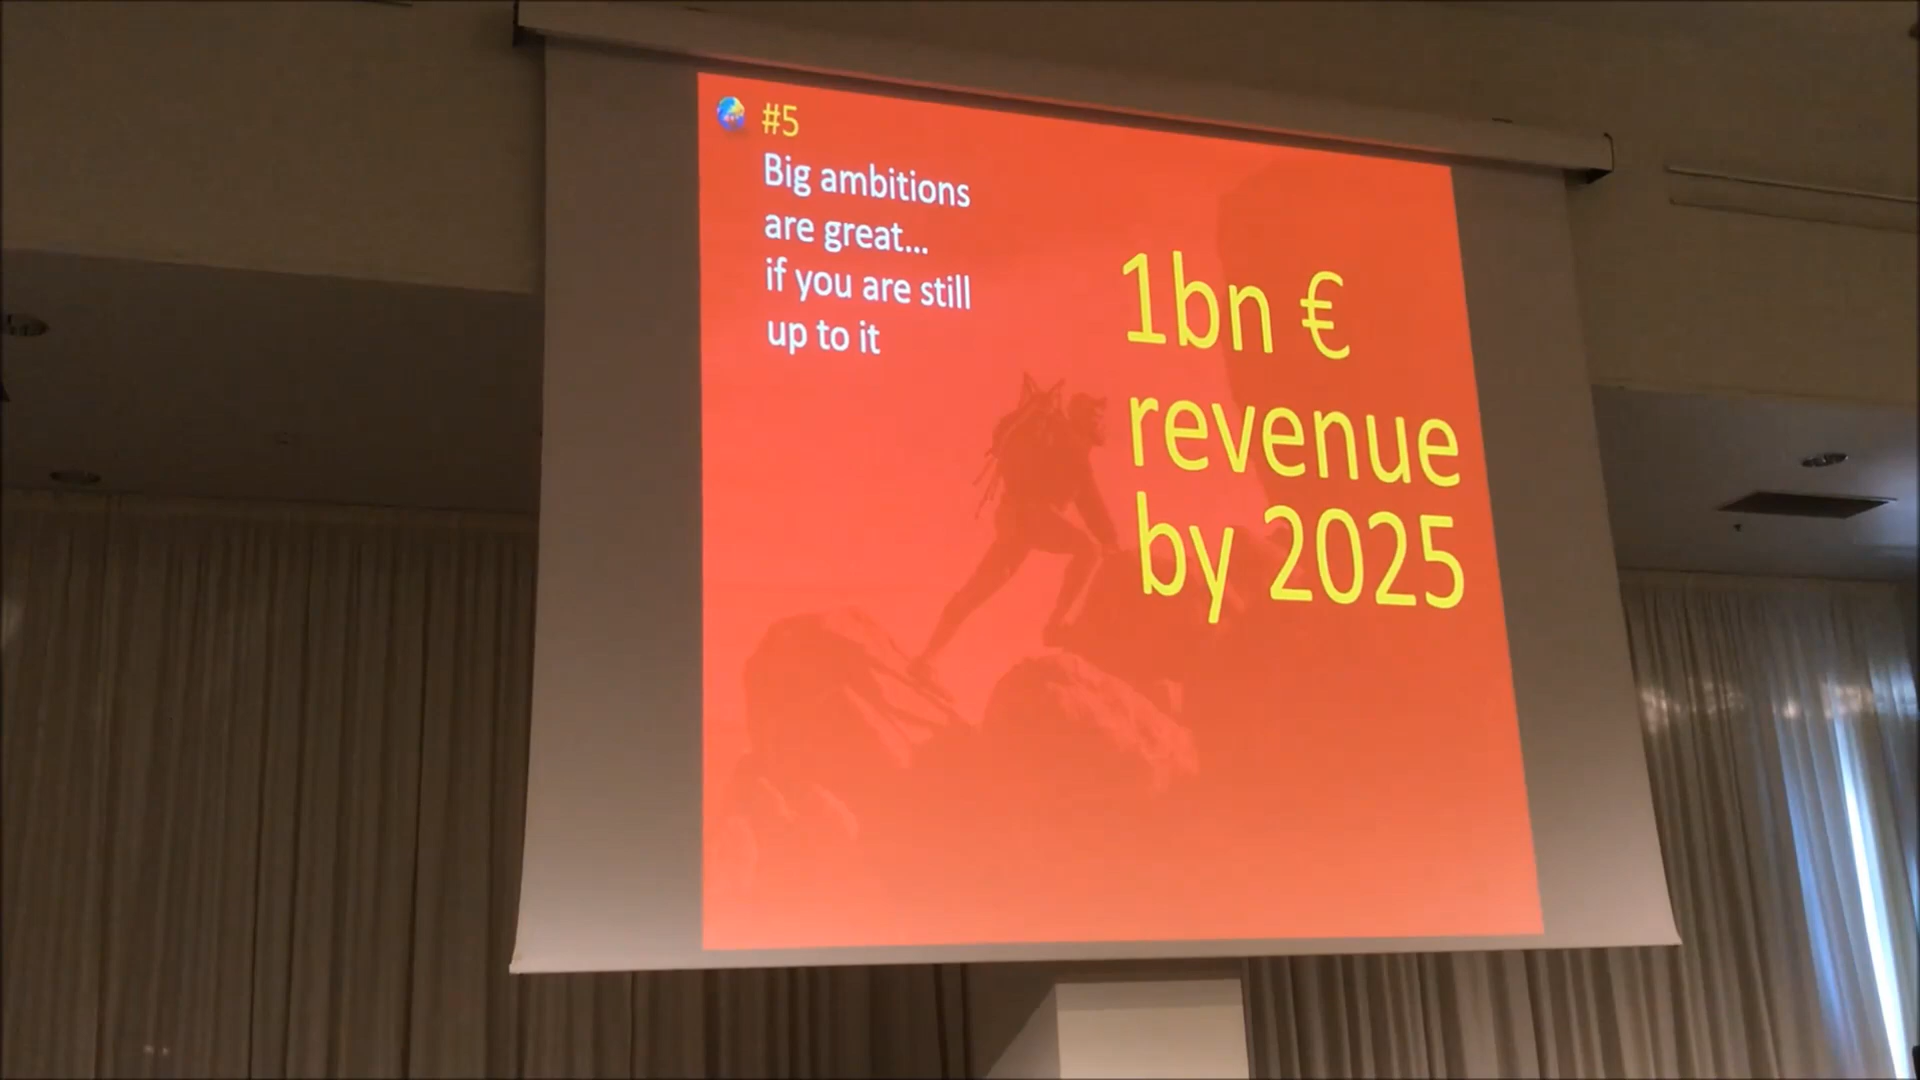 #5
Big ambitions
are great...
if you are still
up to it
1bn €
revenue
by 2025